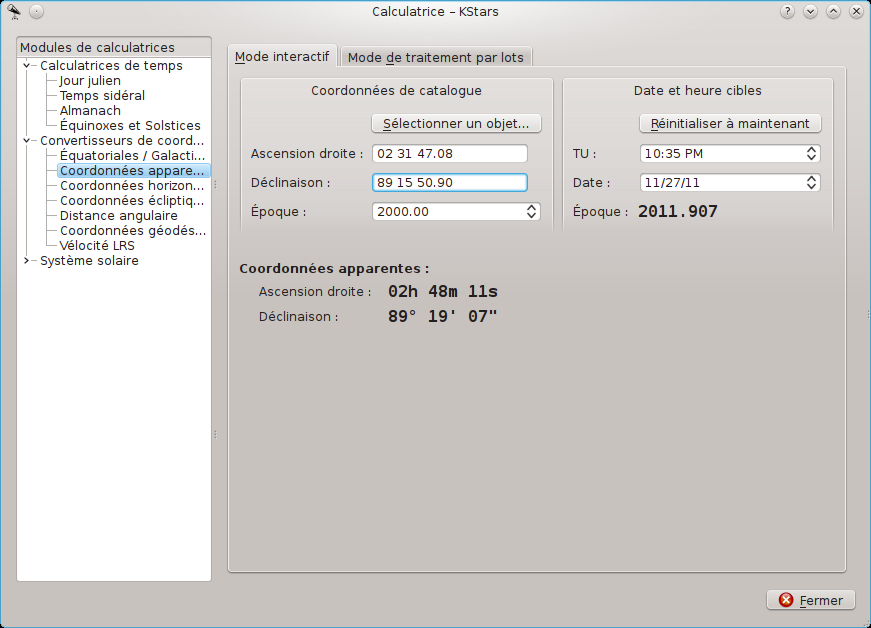 Calculatrice – KStars
Modules de calculatrices
Calculatrices de temps
Jour julien
Temps sidéral
Almanach
Équinoxes et Solstices
Convertisseurs de coord...
Équatoriales / Galacti...
Coordonnées appare...
Coordonnées horizon...
Coordonnées écliptiq...
Distance angulaire
Coordonnées géodés...
Vélocité LRS
Système solaire
Mode interactif
Mode de traitement par lots
Coordonnées de catalogue
Sélectionner un objet...
Ascension droite : 02 31 47.08
Déclinaison : 89 15 50.90
Époque : 2000.00
Date et heure cibles
Réinitialiser à maintenant
TU : 10:35 PM
Date : 11/27/11
Époque : 2011.907
Coordonnées apparentes :
Ascension droite : 02h 48m 11s
Déclinaison : 89° 19' 07"
Fermer